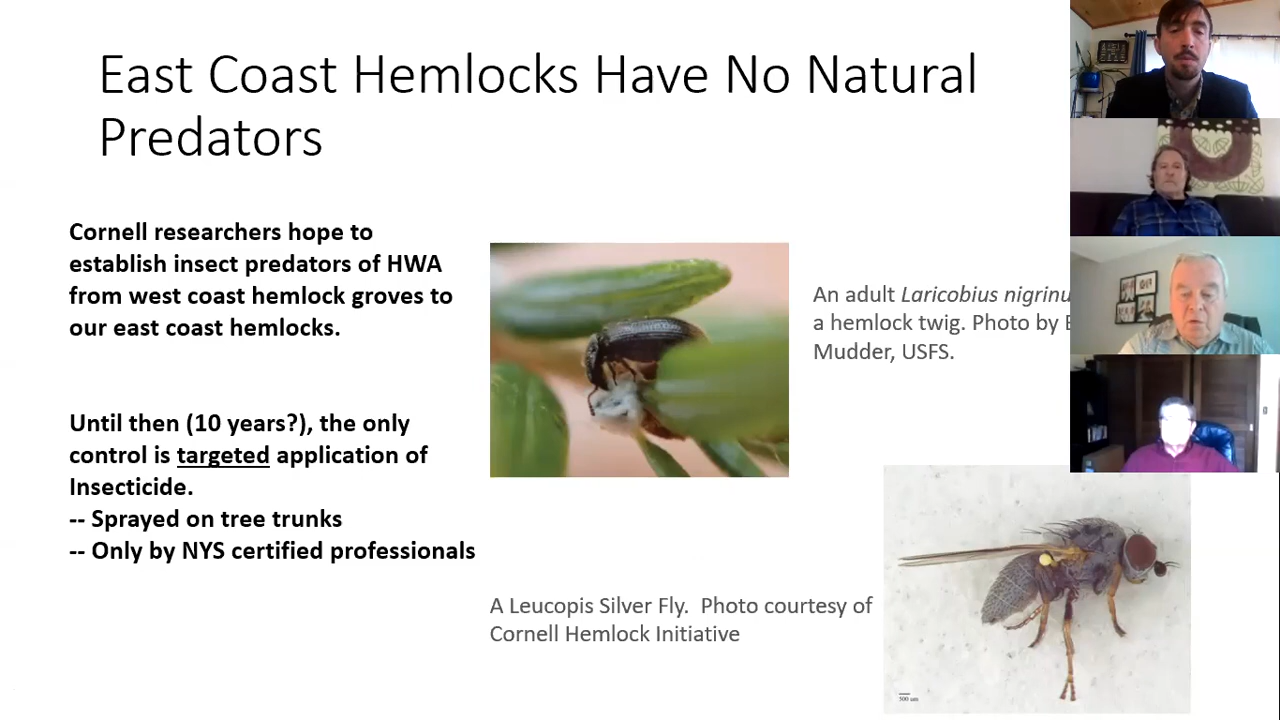 East Coast Hemlocks Have No Natural
Predators
Cornell researchers hope to
establish insect predators of HWA
from west coast hemlock groves to
our east coast hemlocks.
Until then (10 years?), the only
control is targeted application of
Insecticide.
-- Sprayed on tree trunks
-- Only by NYS certified professionals
An adult Laricobius nigrinu
a hemlock twig. Photo by
Mudder, USFS.
A Leucopis Silver Fly. Photo courtesy of
Cornell Hemlock Initiative
500 um